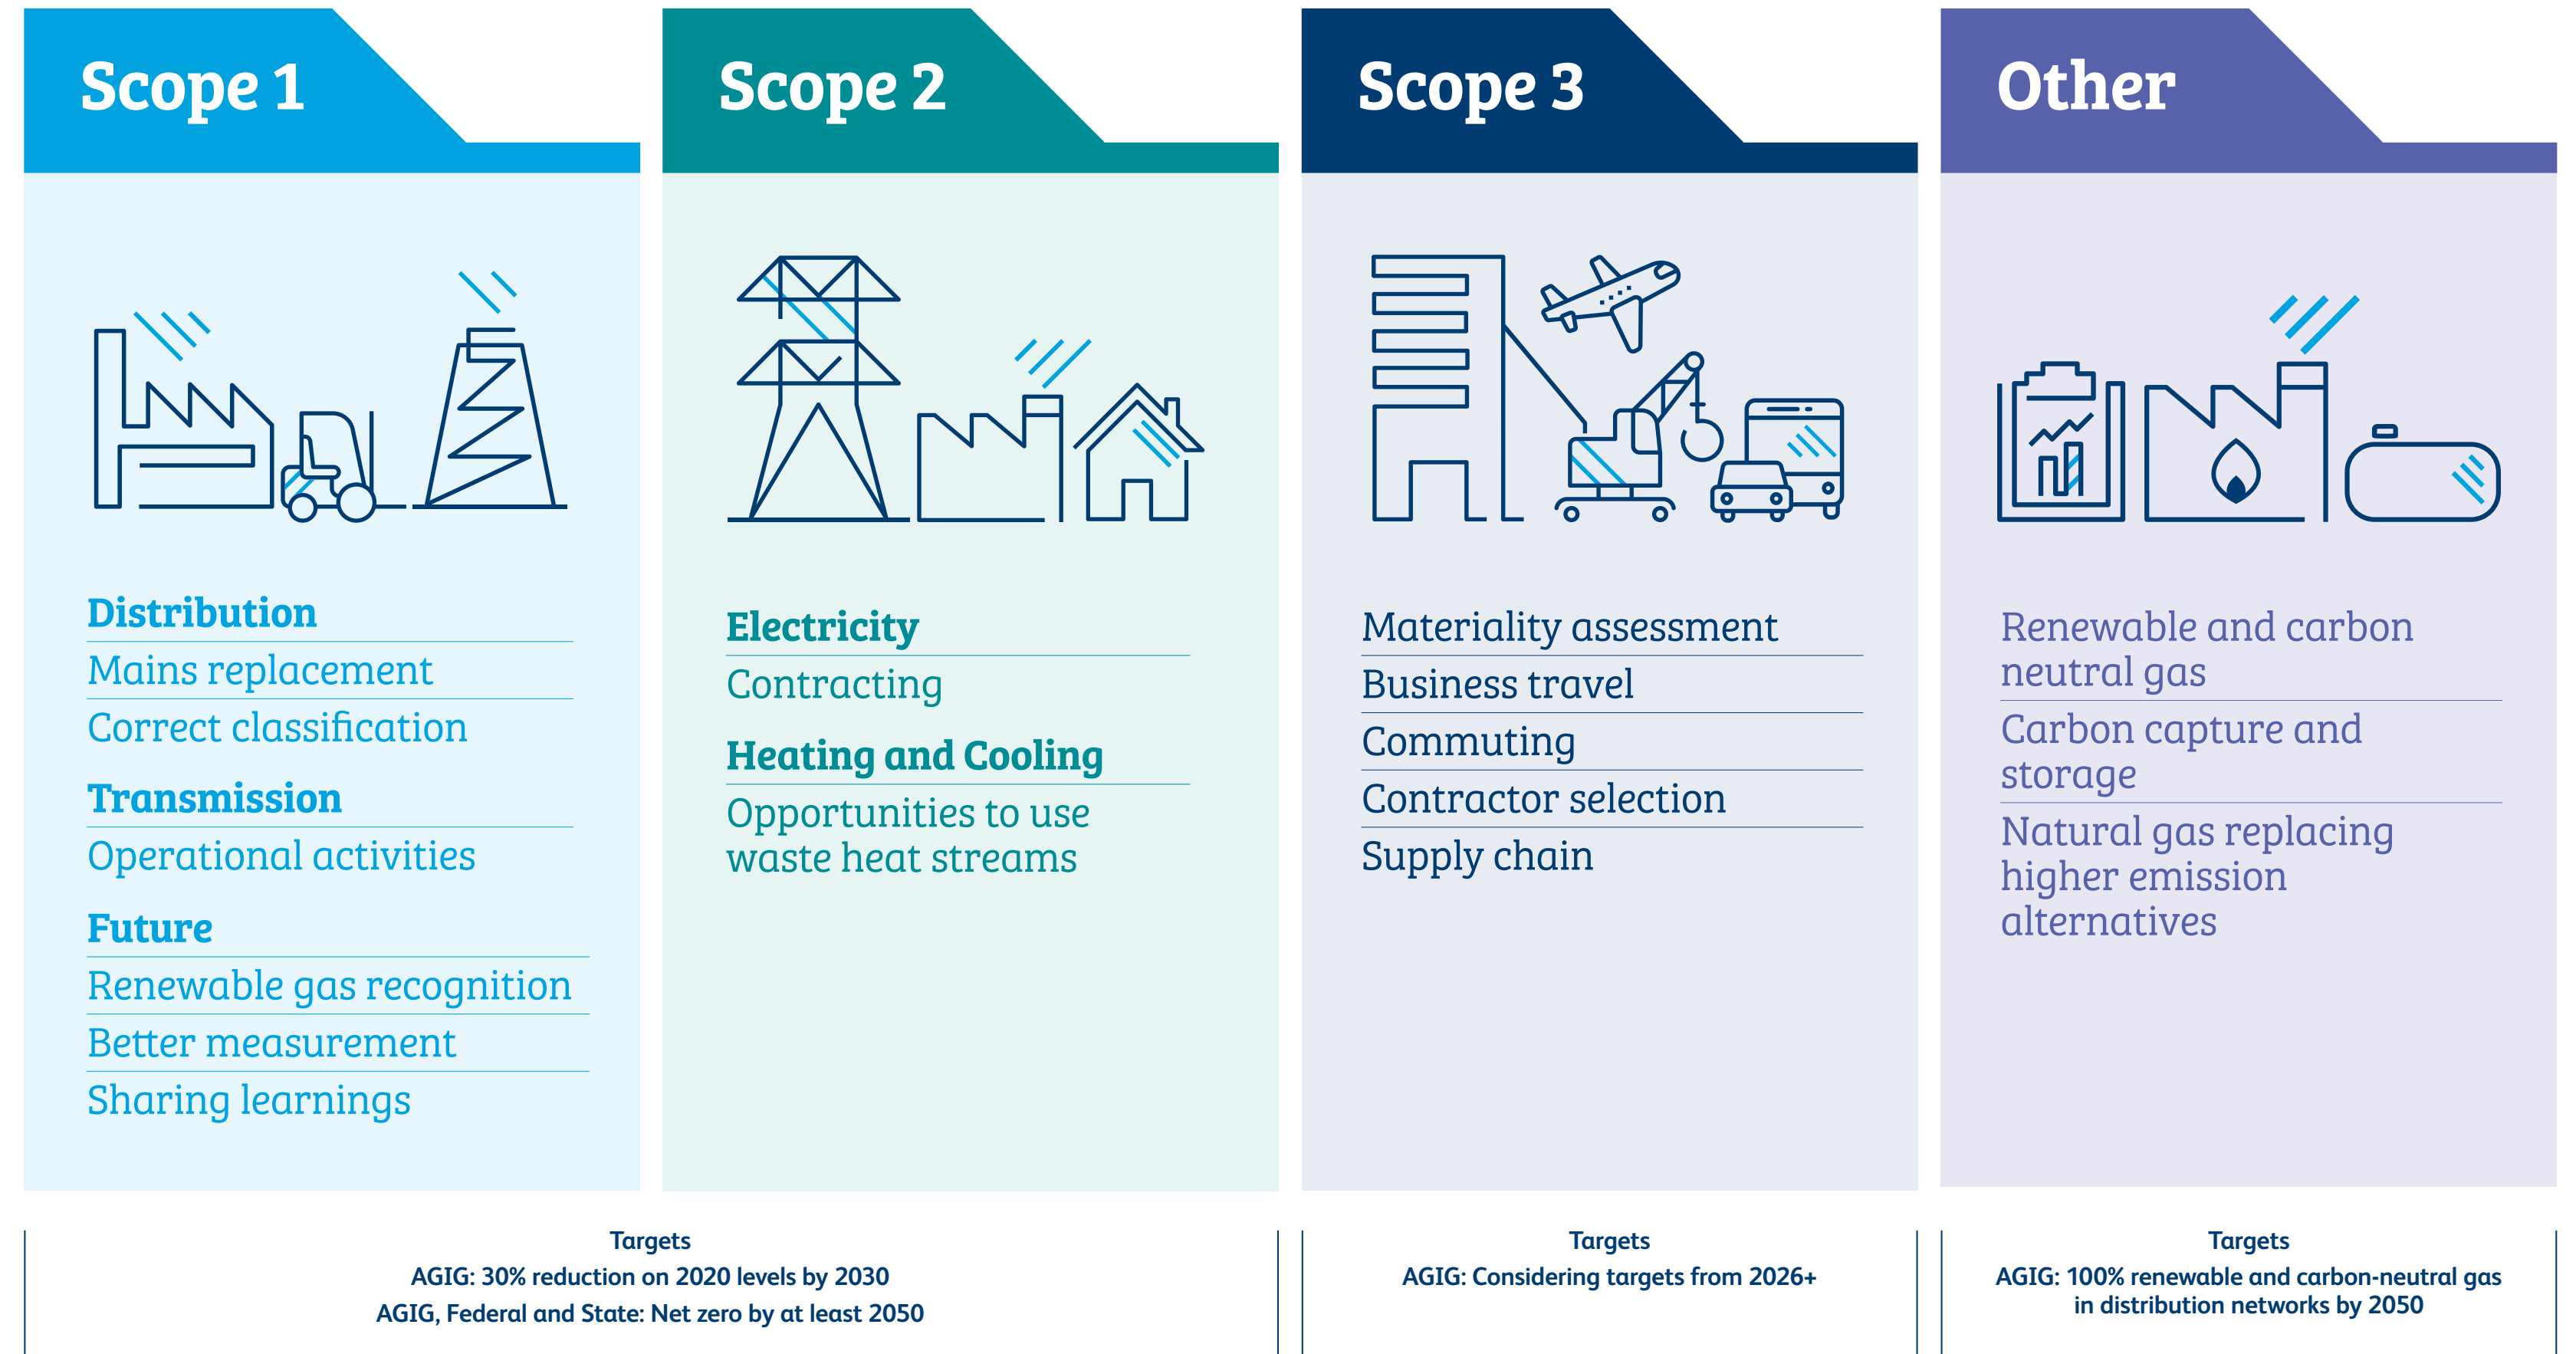 Scope 1
Distribution
Mains replacement
Correct classification
Transmission
Operational activities
Future
Renewable gas recognition
Better measurement
Sharing learnings
Scope 2
Electricity
Contracting
Heating and Cooling
Opportunities to use
waste heat streams
Scope 3
Materiality assessment
Business travel
Commuting
Contractor selection
Supply chain
Other
Renewable and carbon
neutral gas
Carbon capture and
storage
Natural gas replacing
higher emission
alternatives
Targets
AGIG: 30% reduction on 2020 levels by 2030
AGIG, Federal and State: Net zero by at least 2050
Targets
AGIG: Considering targets from 2026+
Targets
AGIG: 100% renewable and carbon-neutral gas
in distribution networks by 2050